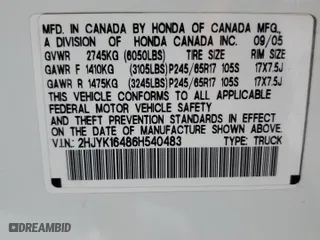 MFD. IN CANADA BY HONDA OF CANADA MFG.,
A DIVISION OF HONDA CANADA INC. 09/05
GVWR 2745KG (6050LBS) TIRE SIZE RIM SIZE
GAWR F 1410KG (3105LBS) P245/65R17 105S 17X7.5J
GAWR R 1475KG (3245LBS) P245/65R17 105S 17X7.5J
THIS VEHICLE CONFORMS TO ALL APPLICABLE
FEDERAL MOTOR VEHICLE SAFETY STANDARDS IN EFFECT
ON THE DATE OF MANUFACTURE SHOWN ABOVE.
V.I.N.: 2HJYK16486H540483 TYPE: TRUCK
DREAMBID